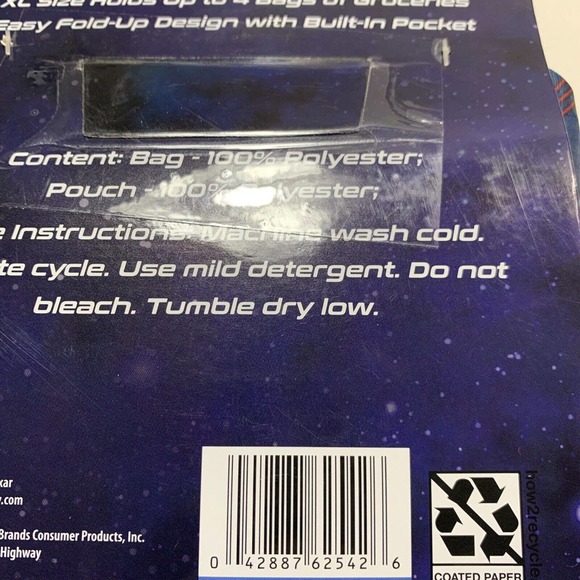 XL Size Holds Up to 4 Bags of Groceries
Easy Fold-Up Design with Built-In Pocket
Content: Bag - 100% Polyester;
Pouch - 100% Polyester;
e Instructions: Machine wash cold.
te cycle. Use mild detergent. Do not
bleach. Tumble dry low.
xar
y.com
Brands Consumer Products, Inc.
Highway
0 42887 62542 6
how2recycle
COATED PAPER